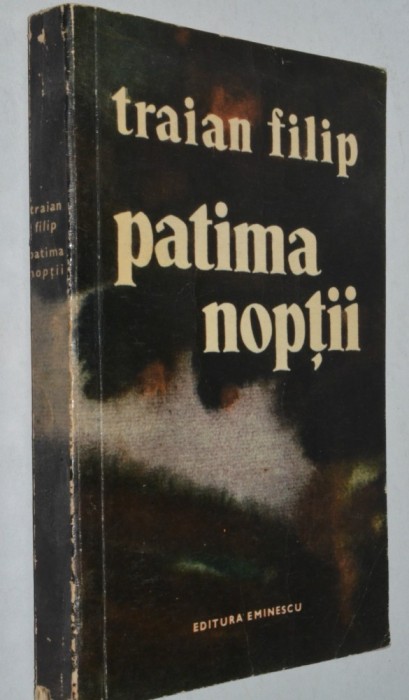 traian filip
patima
nopții
EDITURA EMINESCU
traian
filip
patima
nopții